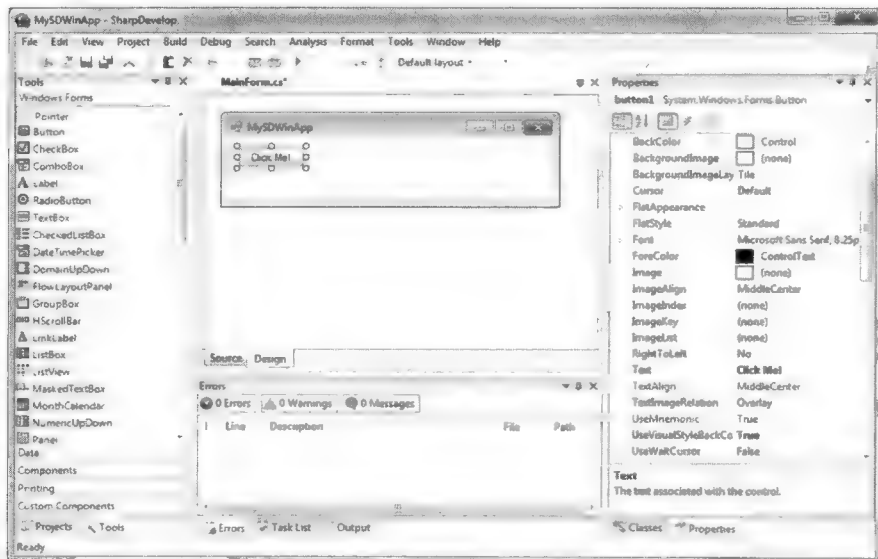 MySDWinApp - SharpDevelop
File Edit View Project Build Debug Search Analysis Format Tools Window Help
Default layout
Tools
Windows Forms
Pointer
Button
CheckBox
ComboBox
Label
RadioButton
TextBox
CheckedListBox
DateTimePicker
DomainUpDown
FlowLayoutPanel
GroupBox
HScrollBar
LinkLabel
ListBox
ListView
MaskedTextBox
MonthCalendar
NumericUpDown
Panel
Data
Components
Printing
Custom Components
Projects Tools
Ready
MainForm.cs*
MySDWinApp
Click Me!
Source Design
Errors
0 Errors 0 Warnings 0 Messages
! Line Description File Path
Errors Task List Output
Properties
button1 System.Windows.Forms.Button
BackColor Control
BackgroundImage (none)
BackgroundImageLay Tile
Cursor Default
FlatAppearance
FlatStyle Standard
Font Microsoft Sans Serif, 8.25p
ForeColor ControlText
Image (none)
ImageAlign MiddleCenter
ImageIndex (none)
ImageKey (none)
ImageList (none)
RightToLeft No
Text Click Me!
TextAlign MiddleCenter
TextImageRelation Overlay
UseMnemonic True
UseVisualStyleBackCo True
UseWaitCursor False
Text
The text associated with the control.
Classes Properties